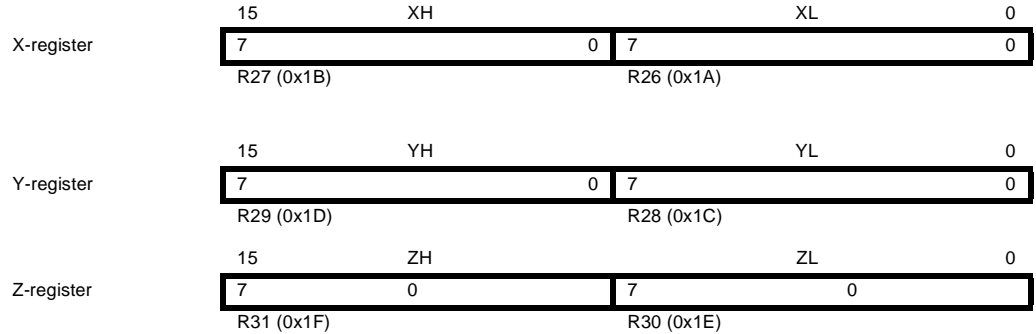 15 XH XL 0
X-register 7 0 7 0
R27 (0x1B) R26 (0x1A)
15 YH YL 0
Y-register 7 0 7 0
R29 (0x1D) R28 (0x1C)
15 ZH ZL 0
Z-register 7 0 7 0
R31 (0x1F) R30 (0x1E)